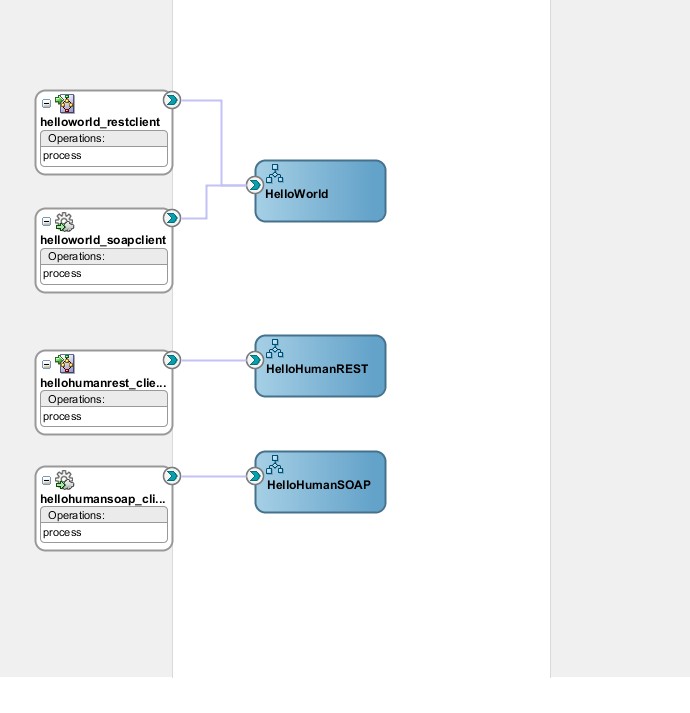 helloworld_restclient
Operations:
process
HelloWorld
helloworld_soapclient
Operations:
process
hellohumanrest_clie...
Operations:
process
HelloHumanREST
hellohumansoap_cli...
Operations:
process
HelloHumanSOAP